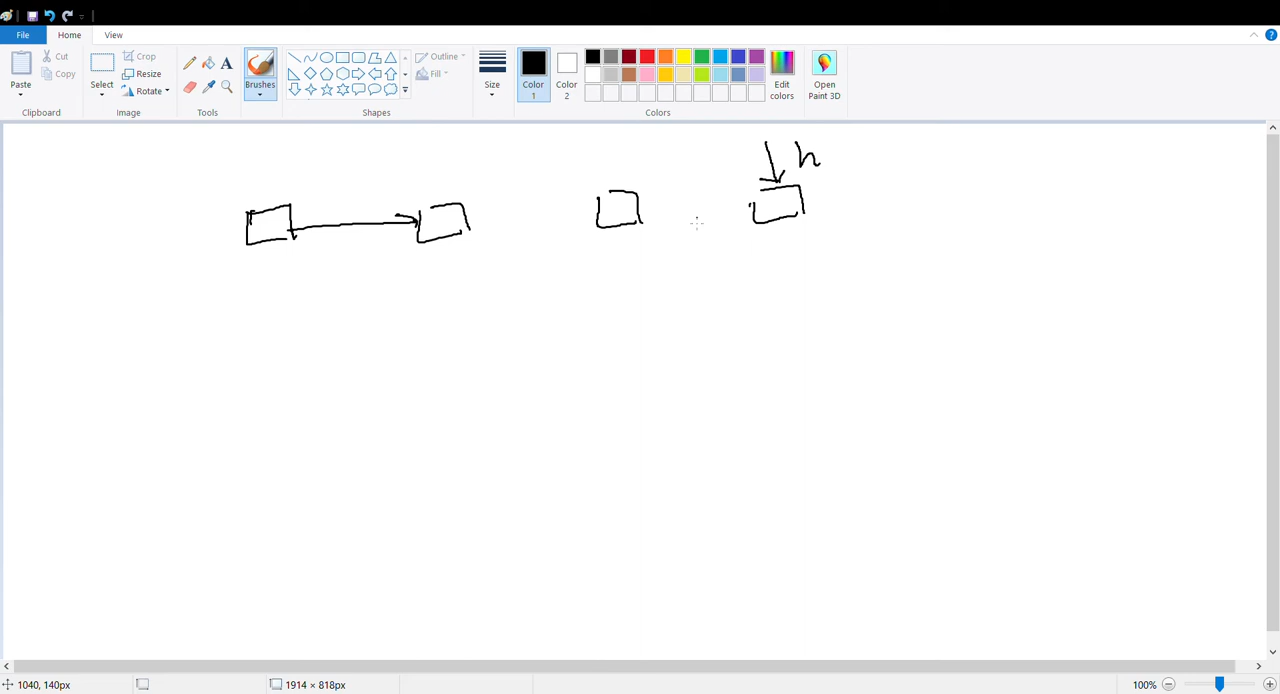 File
Home
View
Paste
Cut
Copy
Clipboard
Select
Crop
Resize
Rotate
Image
Tools
A
Brushes
Shapes
Outline
Fill
Size
Color
1
Color
2
Edit
colors
Colors
Open
Paint 3D
h
1040, 140px
1914 × 818px
100%